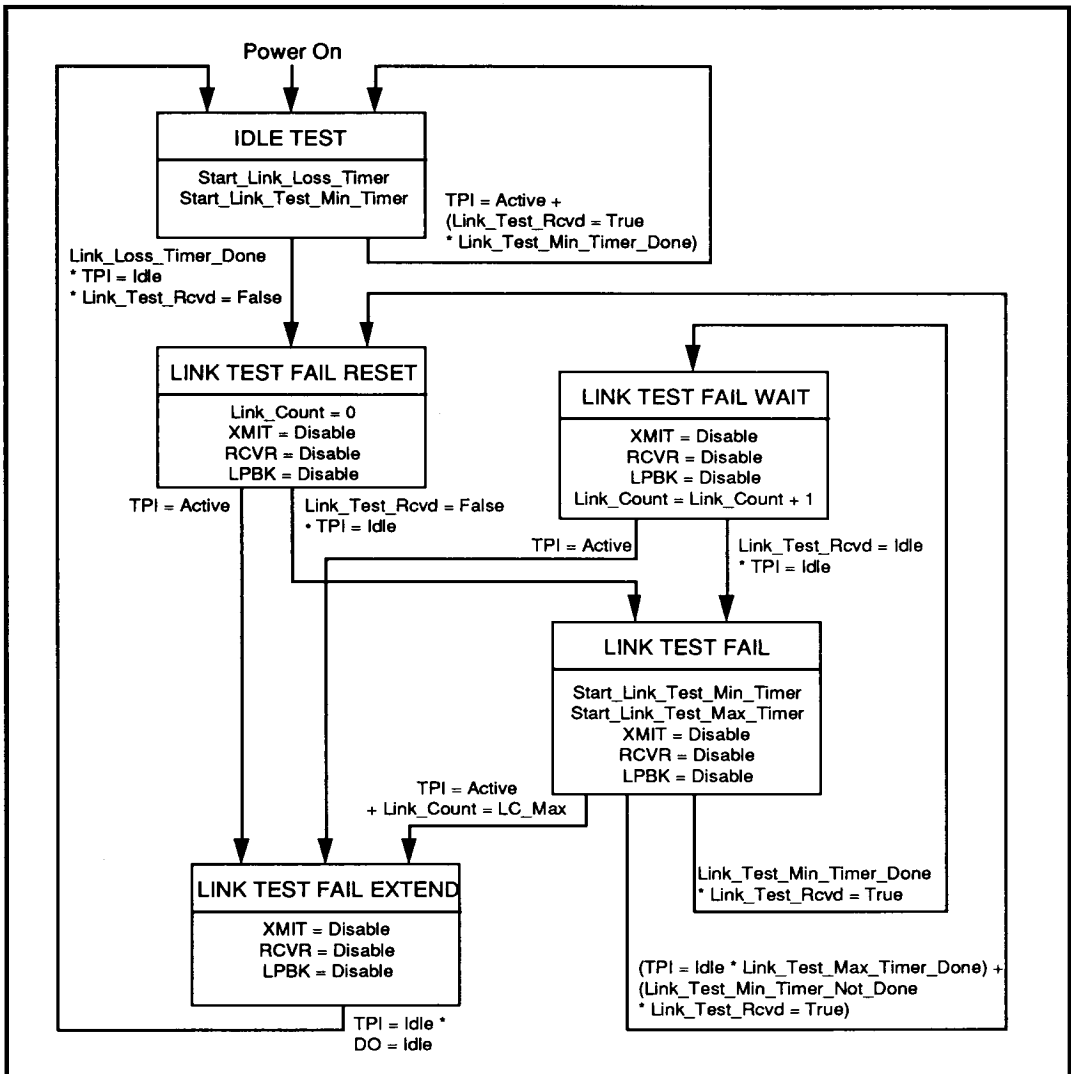 Power On
IDLE TEST
Start_Link_Loss_Timer
Start_Link_Test_Min_Timer
TPI = Active +
(Link_Test_Rcvd = True
* Link_Test_Min_Timer_Done)
Link_Loss_Timer_Done
* TPI = Idle
* Link_Test_Rcvd = False
LINK TEST FAIL RESET
Link_Count = 0
XMIT = Disable
RCVR = Disable
LPBK = Disable
LINK TEST FAIL WAIT
XMIT = Disable
RCVR = Disable
LPBK = Disable
Link_Count = Link_Count + 1
TPI = Active
Link_Test_Rcvd = False
• TPI = Idle
TPI = Active
Link_Test_Rcvd = Idle
* TPI = Idle
LINK TEST FAIL
Start_Link_Test_Min_Timer
Start_Link_Test_Max_Timer
XMIT = Disable
RCVR = Disable
LPBK = Disable
TPI = Active
+ Link_Count = LC_Max
LINK TEST FAIL EXTEND
XMIT = Disable
RCVR = Disable
LPBK = Disable
Link_Test_Min_Timer_Done
* Link_Test_Rcvd = True
(TPI = Idle * Link_Test_Max_Timer_Done) +
(Link_Test_Min_Timer_Not_Done
* Link_Test_Rcvd = True)
TPI = Idle *
DO = Idle